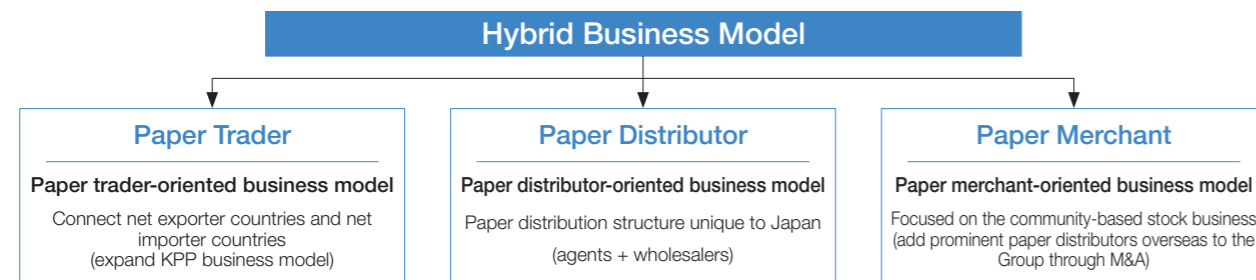 Hybrid Business Model
Paper Trader
Paper trader-oriented business model
Connect net exporter countries and net
importer countries
(expand KPP business model)
Paper Distributor
Paper distributor-oriented business model
Paper distribution structure unique to Japan
(agents + wholesalers)
Paper Merchant
Paper merchant-oriented business model
Focused on the community-based stock business
(add prominent paper distributors overseas to the
Group through M&A)